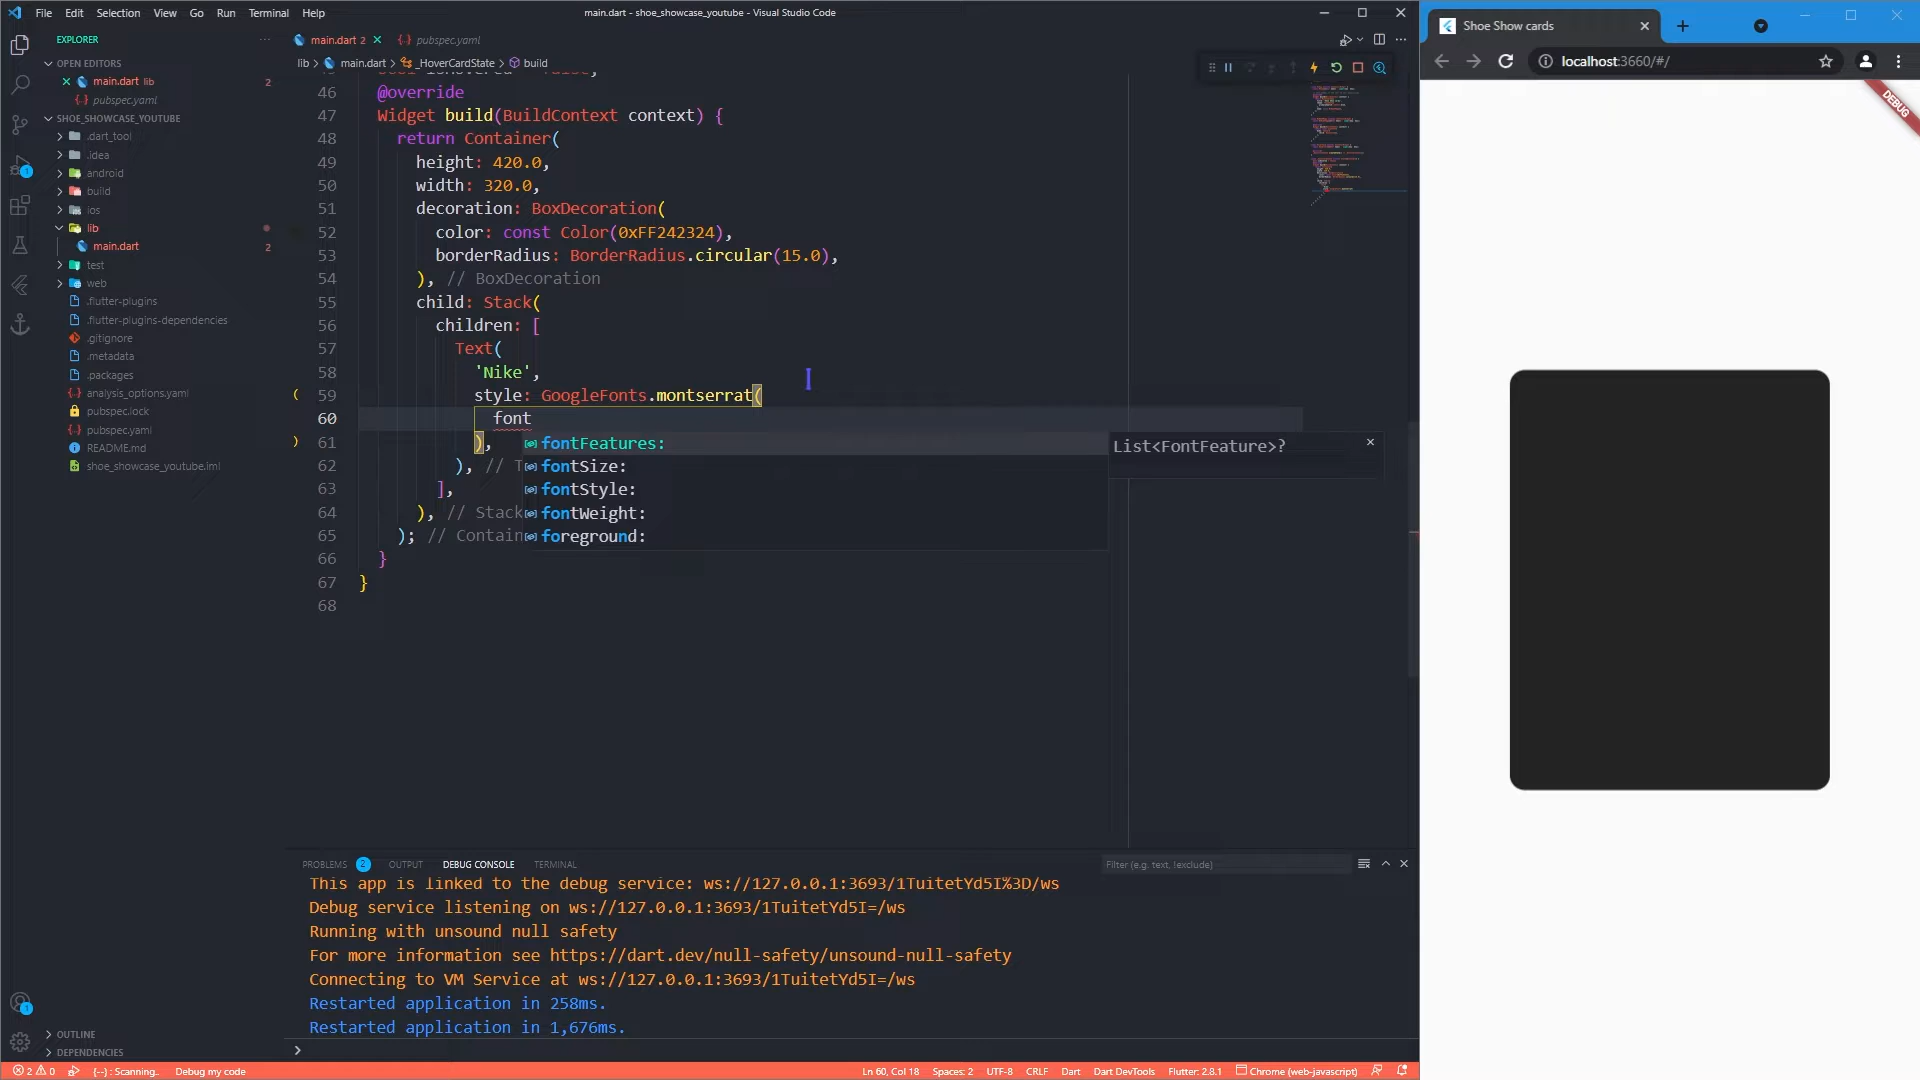 File Edit Selection View Go Run Terminal Help
main.dart - shoe_showcase_youtube - Visual Studio Code
EXPLORER
OPEN EDITORS
main.dart lib 2
pubspec.yaml
SHOE_SHOWCASE_YOUTUBE
.dart_tool
.idea
android
build
ios
lib
main.dart 2
test
web
.flutter-plugins
.flutter-plugins-dependencies
.gitignore
.metadata
.packages
analysis_options.yaml
pubspec.lock
pubspec.yaml
README.md
shoe_showcase_youtube.iml
OUTLINE
DEPENDENCIES
main.dart 2 pubspec.yaml
lib > main.dart > _HoverCardState > build
46 @override
47 Widget build(BuildContext context) {
48 return Container(
49 height: 420.0,
50 width: 320.0,
51 decoration: BoxDecoration(
52 color: const Color(0xFF242324),
53 borderRadius: BorderRadius.circular(15.0),
54 ), // BoxDecoration
55 child: Stack(
56 children: [
57 Text(
58 'Nike',
59 style: GoogleFonts.montserrat(
60 font
61 ),
62 ), // T
63 ],
64 ), // Stack
65 ); // Contain
66 }
67 }
68
fontFeatures:
fontSize:
fontStyle:
fontWeight:
foreground:
List<FontFeature>?
PROBLEMS 2 OUTPUT DEBUG CONSOLE TERMINAL
Filter (e.g. text, !exclude)
This app is linked to the debug service: ws://127.0.0.1:3693/1TuitetYd5I%3D/ws
Debug service listening on ws://127.0.0.1:3693/1TuitetYd5I=/ws
Running with unsound null safety
For more information see https://dart.dev/null-safety/unsound-null-safety
Connecting to VM Service at ws://127.0.0.1:3693/1TuitetYd5I=/ws
Restarted application in 258ms.
Restarted application in 1,676ms.
2 0 {--} : Scanning.. Debug my code
Ln 60, Col 18 Spaces: 2 UTF-8 CRLF Dart Dart DevTools Flutter: 2.8.1 Chrome (web-javascript)
Shoe Show cards
localhost:3660/#/
DEBUG